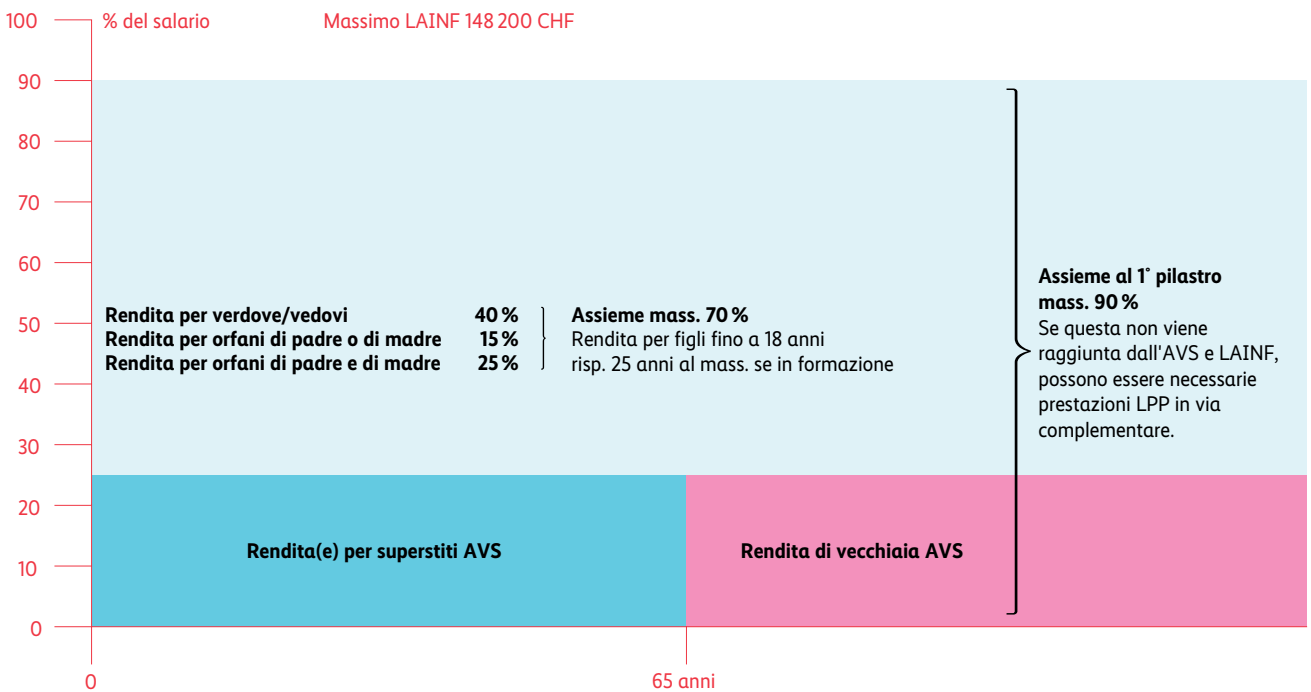 100 % del salario Massimo LAINF 148 200 CHF
90
80
70
60
50
40
30
20
10
0
Rendita per verdove/vedovi 40 %
Rendita per orfani di padre o di madre 15 %
Rendita per orfani di padre e di madre 25 %
Assieme mass. 70 %
Rendita per figli fino a 18 anni
risp. 25 anni al mass. se in formazione
Assieme al 1° pilastro
mass. 90 %
Se questa non viene
raggiunta dall'AVS e LAINF,
possono essere necessarie
prestazioni LPP in via
complementare.
Rendita(e) per superstiti AVS
Rendita di vecchiaia AVS
0 65 anni